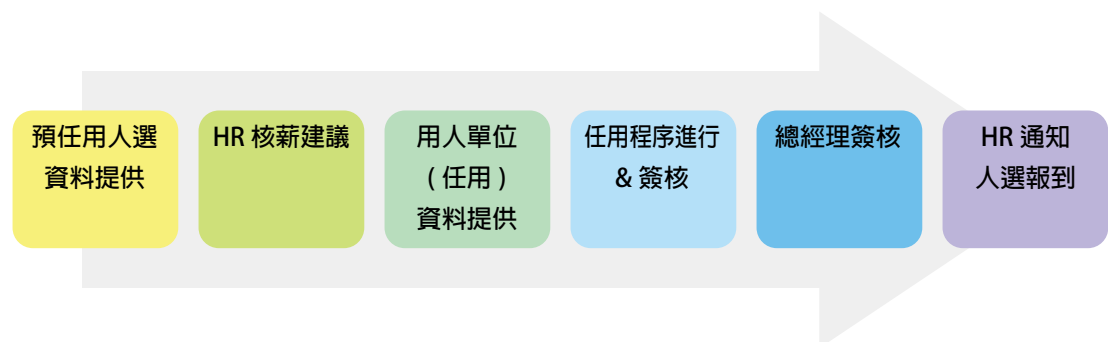 預任用人選
資料提供
HR 核薪建議
用人單位
( 任用 )
資料提供
任用程序進行
& 簽核
總經理簽核
HR 通知
人選報到